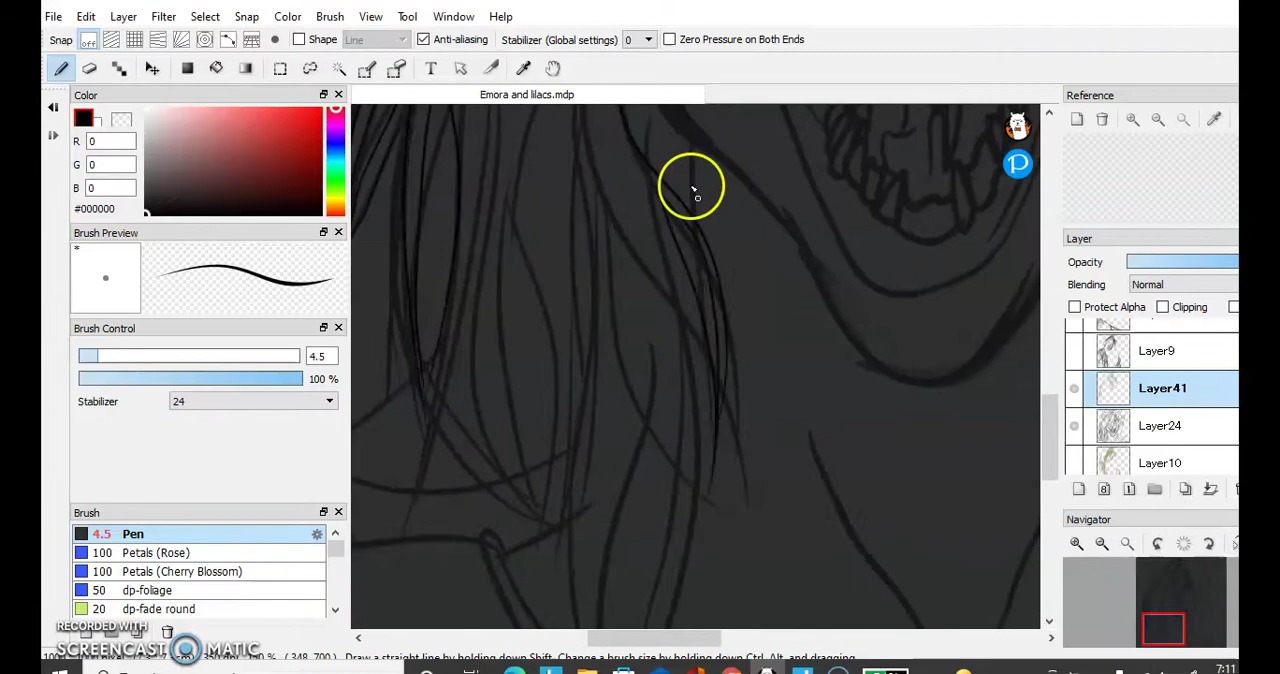 File Edit Layer Filter Select Snap Color Brush View Tool Window Help
Snap off Shape Line Anti-aliasing Stabilizer (Global settings) 0 Zero Pressure on Both Ends
Color
Emora and lilacs.mdp
Reference
R 0
G 0
B 0
#000000
Brush Preview
*
Layer
Opacity
Blending Normal
Protect Alpha Clipping
Brush Control
4.5
100 %
Stabilizer 24
Layer9
Layer41
Layer24
Layer10
Brush
4.5 Pen
100 Petals (Rose)
100 Petals (Cherry Blossom)
50 dp-foliage
20 dp-fade round
Navigator
RECORDED WITH
SCREENCAST MATIC
( 348, 700 ) Draw a straight line by holding down Shift. Change a brush size by holding down Ctrl, Alt, and dragging.
7:11